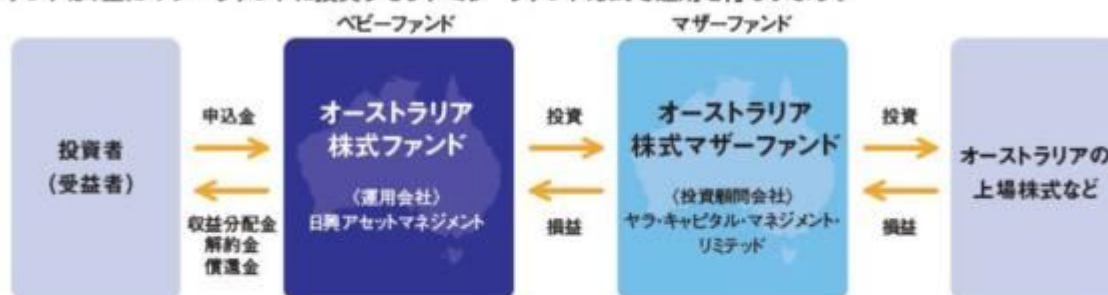 ベビーファンド
マザーファンド
投資者
(受益者)
申込金
収益分配金
解約金
償還金
オーストラリア
株式ファンド
〈運用会社〉
日興アセットマネジメント
投資
損益
オーストラリア
株式マザーファンド
〈投資顧問会社〉
ヤラ・キャピタル・マネジメント・
リミテッド
投資
損益
オーストラリアの
上場株式など